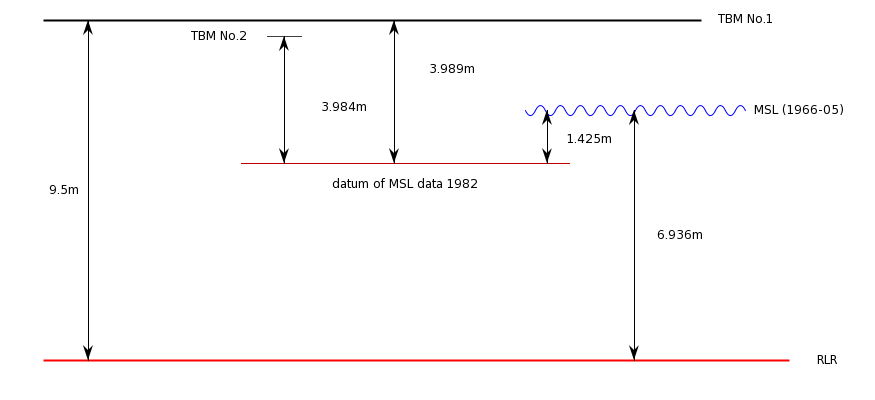 TBM No.1
TBM No.2
3.989m
3.984m
MSL (1966-05)
1.425m
datum of MSL data 1982
9.5m
6.936m
RLR